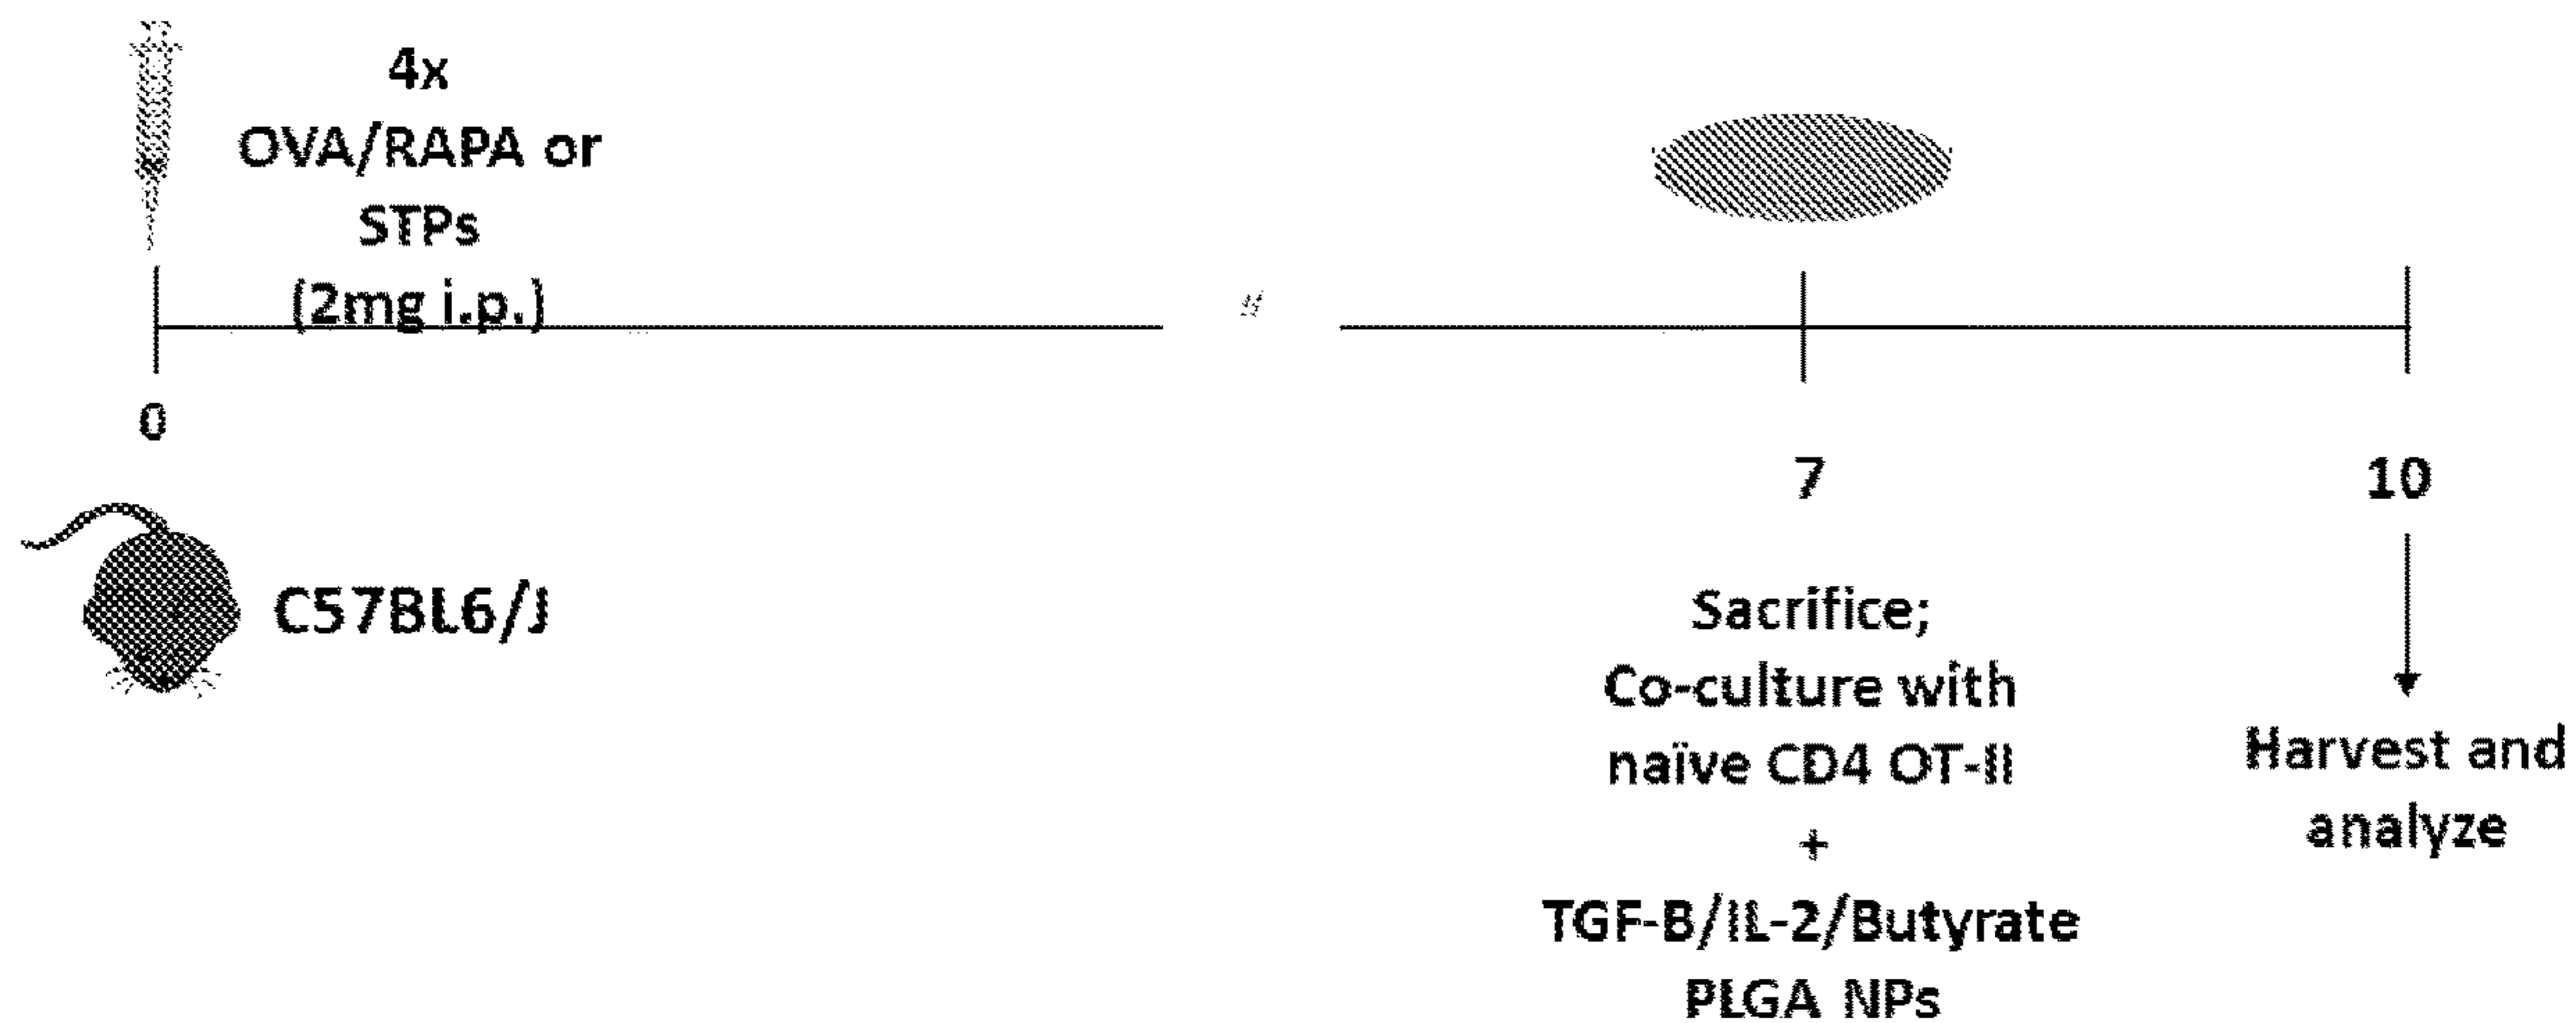 4x
OVA/RAPA or
STPs
(2mg i.p.)
//
0
7
10
C57BL6/J
Sacrifice;
Co-culture with
naïve CD4 OT-II
+
TGF-B/IL-2/Butyrate
PLGA NPs
Harvest and
analyze